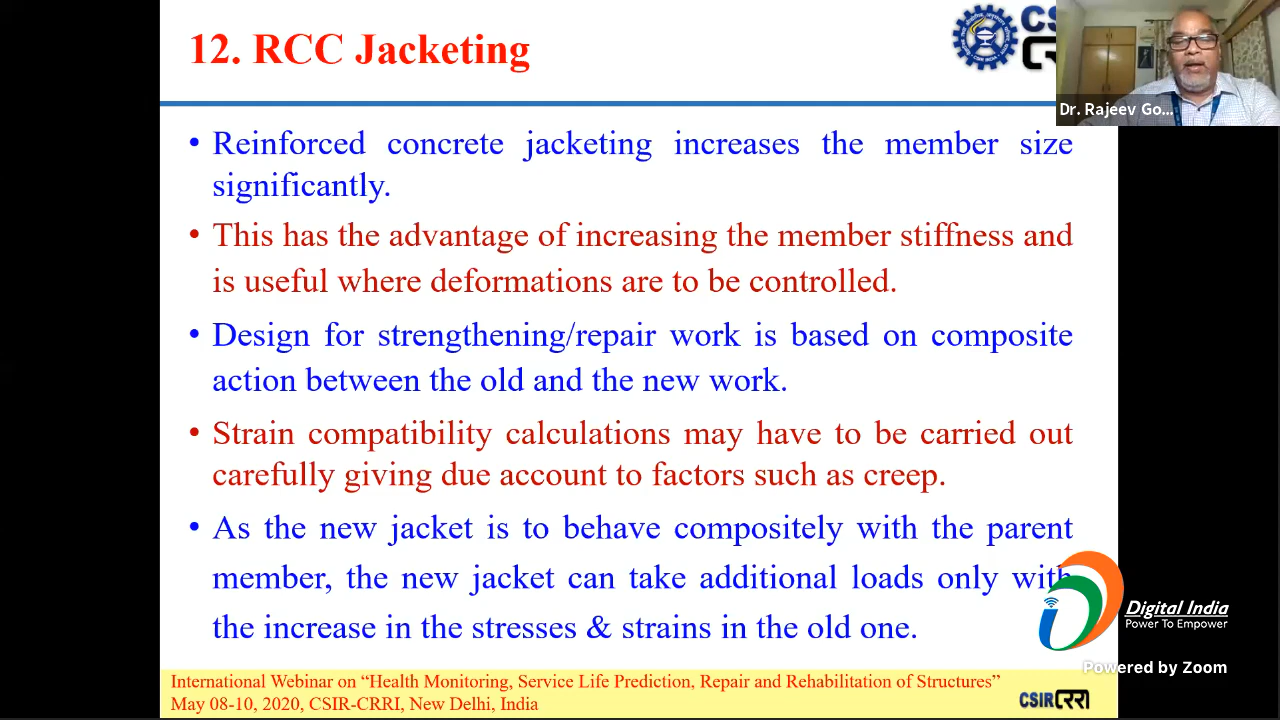 12. RCC Jacketing
CS
CR
Dr. Rajeev Go...
• Reinforced concrete jacketing increases the member size
significantly.
• This has the advantage of increasing the member stiffness and
is useful where deformations are to be controlled.
• Design for strengthening/repair work is based on composite
action between the old and the new work.
• Strain compatibility calculations may have to be carried out
carefully giving due account to factors such as creep.
• As the new jacket is to behave compositely with the parent
member, the new jacket can take additional loads only with
the increase in the stresses & strains in the old one.
Digital India
Power To Empower
Powered by Zoom
International Webinar on “Health Monitoring, Service Life Prediction, Repair and Rehabilitation of Structures”
May 08-10, 2020, CSIR-CRRI, New Delhi, India
CSIR CRRI